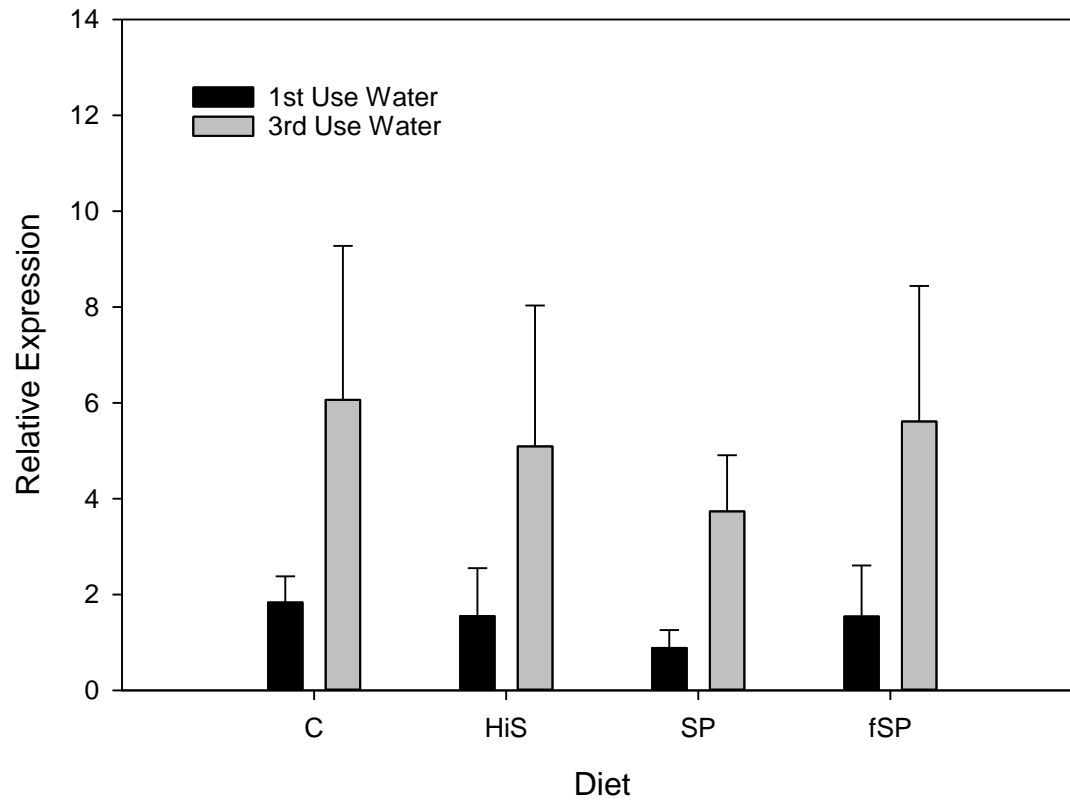 14
12
10
8
6
4
2
0
Relative Expression
1st Use Water
3rd Use Water
C
HiS
SP
fSP
Diet